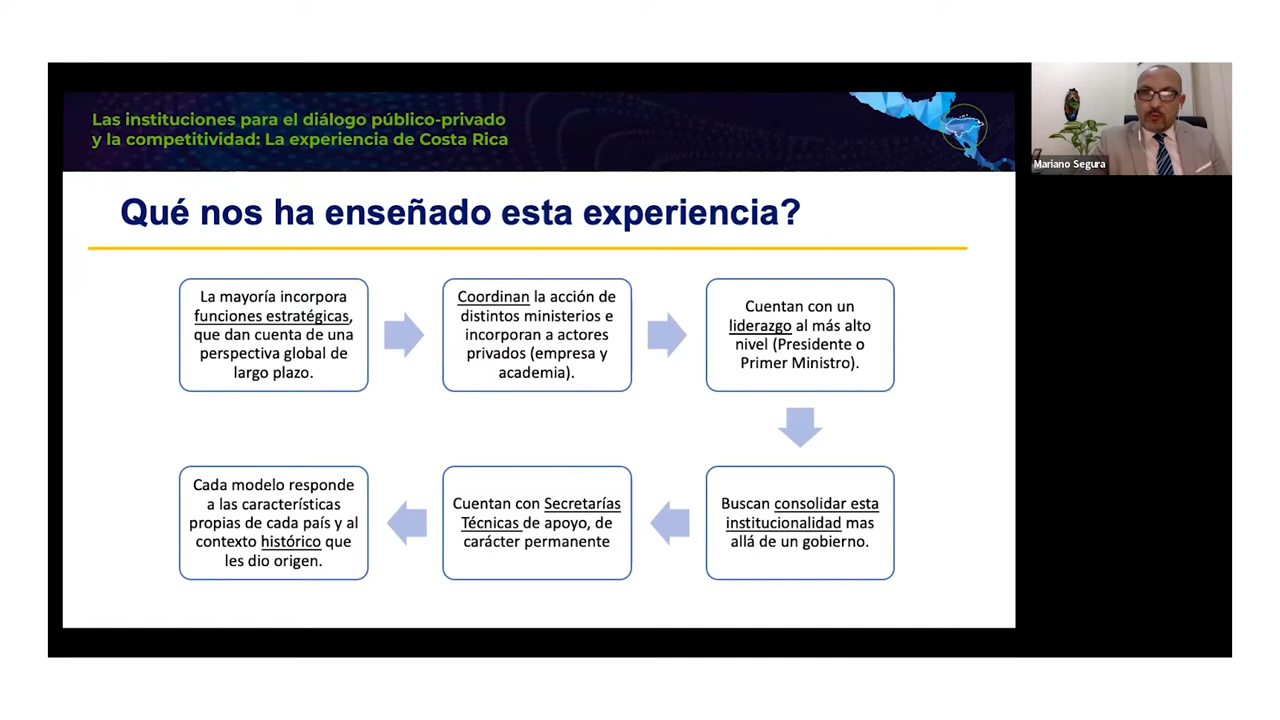 Las instituciones para el diálogo público-privado
y la competitividad: La experiencia de Costa Rica
Mariano Segura
Qué nos ha enseñado esta experiencia?
La mayoría incorpora
funciones estratégicas,
que dan cuenta de una
perspectiva global de
largo plazo.
Coordinan la acción de
distintos ministerios e
incorporan a actores
privados (empresa y
academia).
Cuentan con un
liderazgo al más alto
nivel (Presidente o
Primer Ministro).
Buscan consolidar esta
institucionalidad mas
allá de un gobierno.
Cuentan con Secretarías
Técnicas de apoyo, de
carácter permanente
Cada modelo responde
a las características
propias de cada país y al
contexto histórico que
les dio origen.